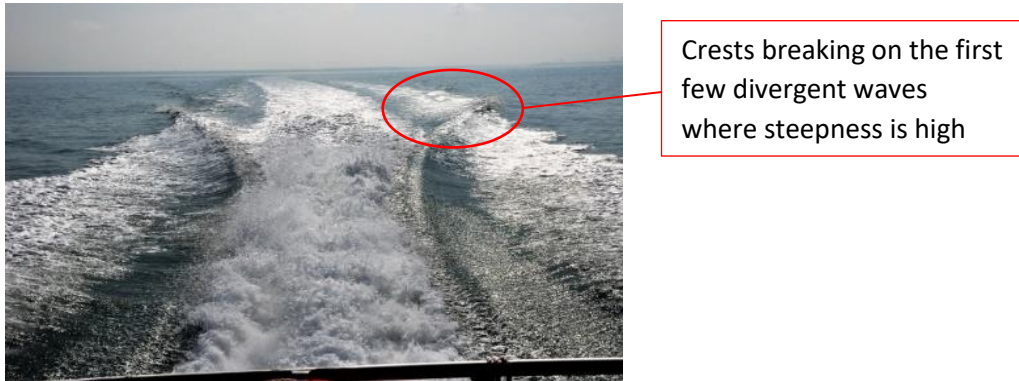 Crests breaking on the first
few divergent waves
where steepness is high